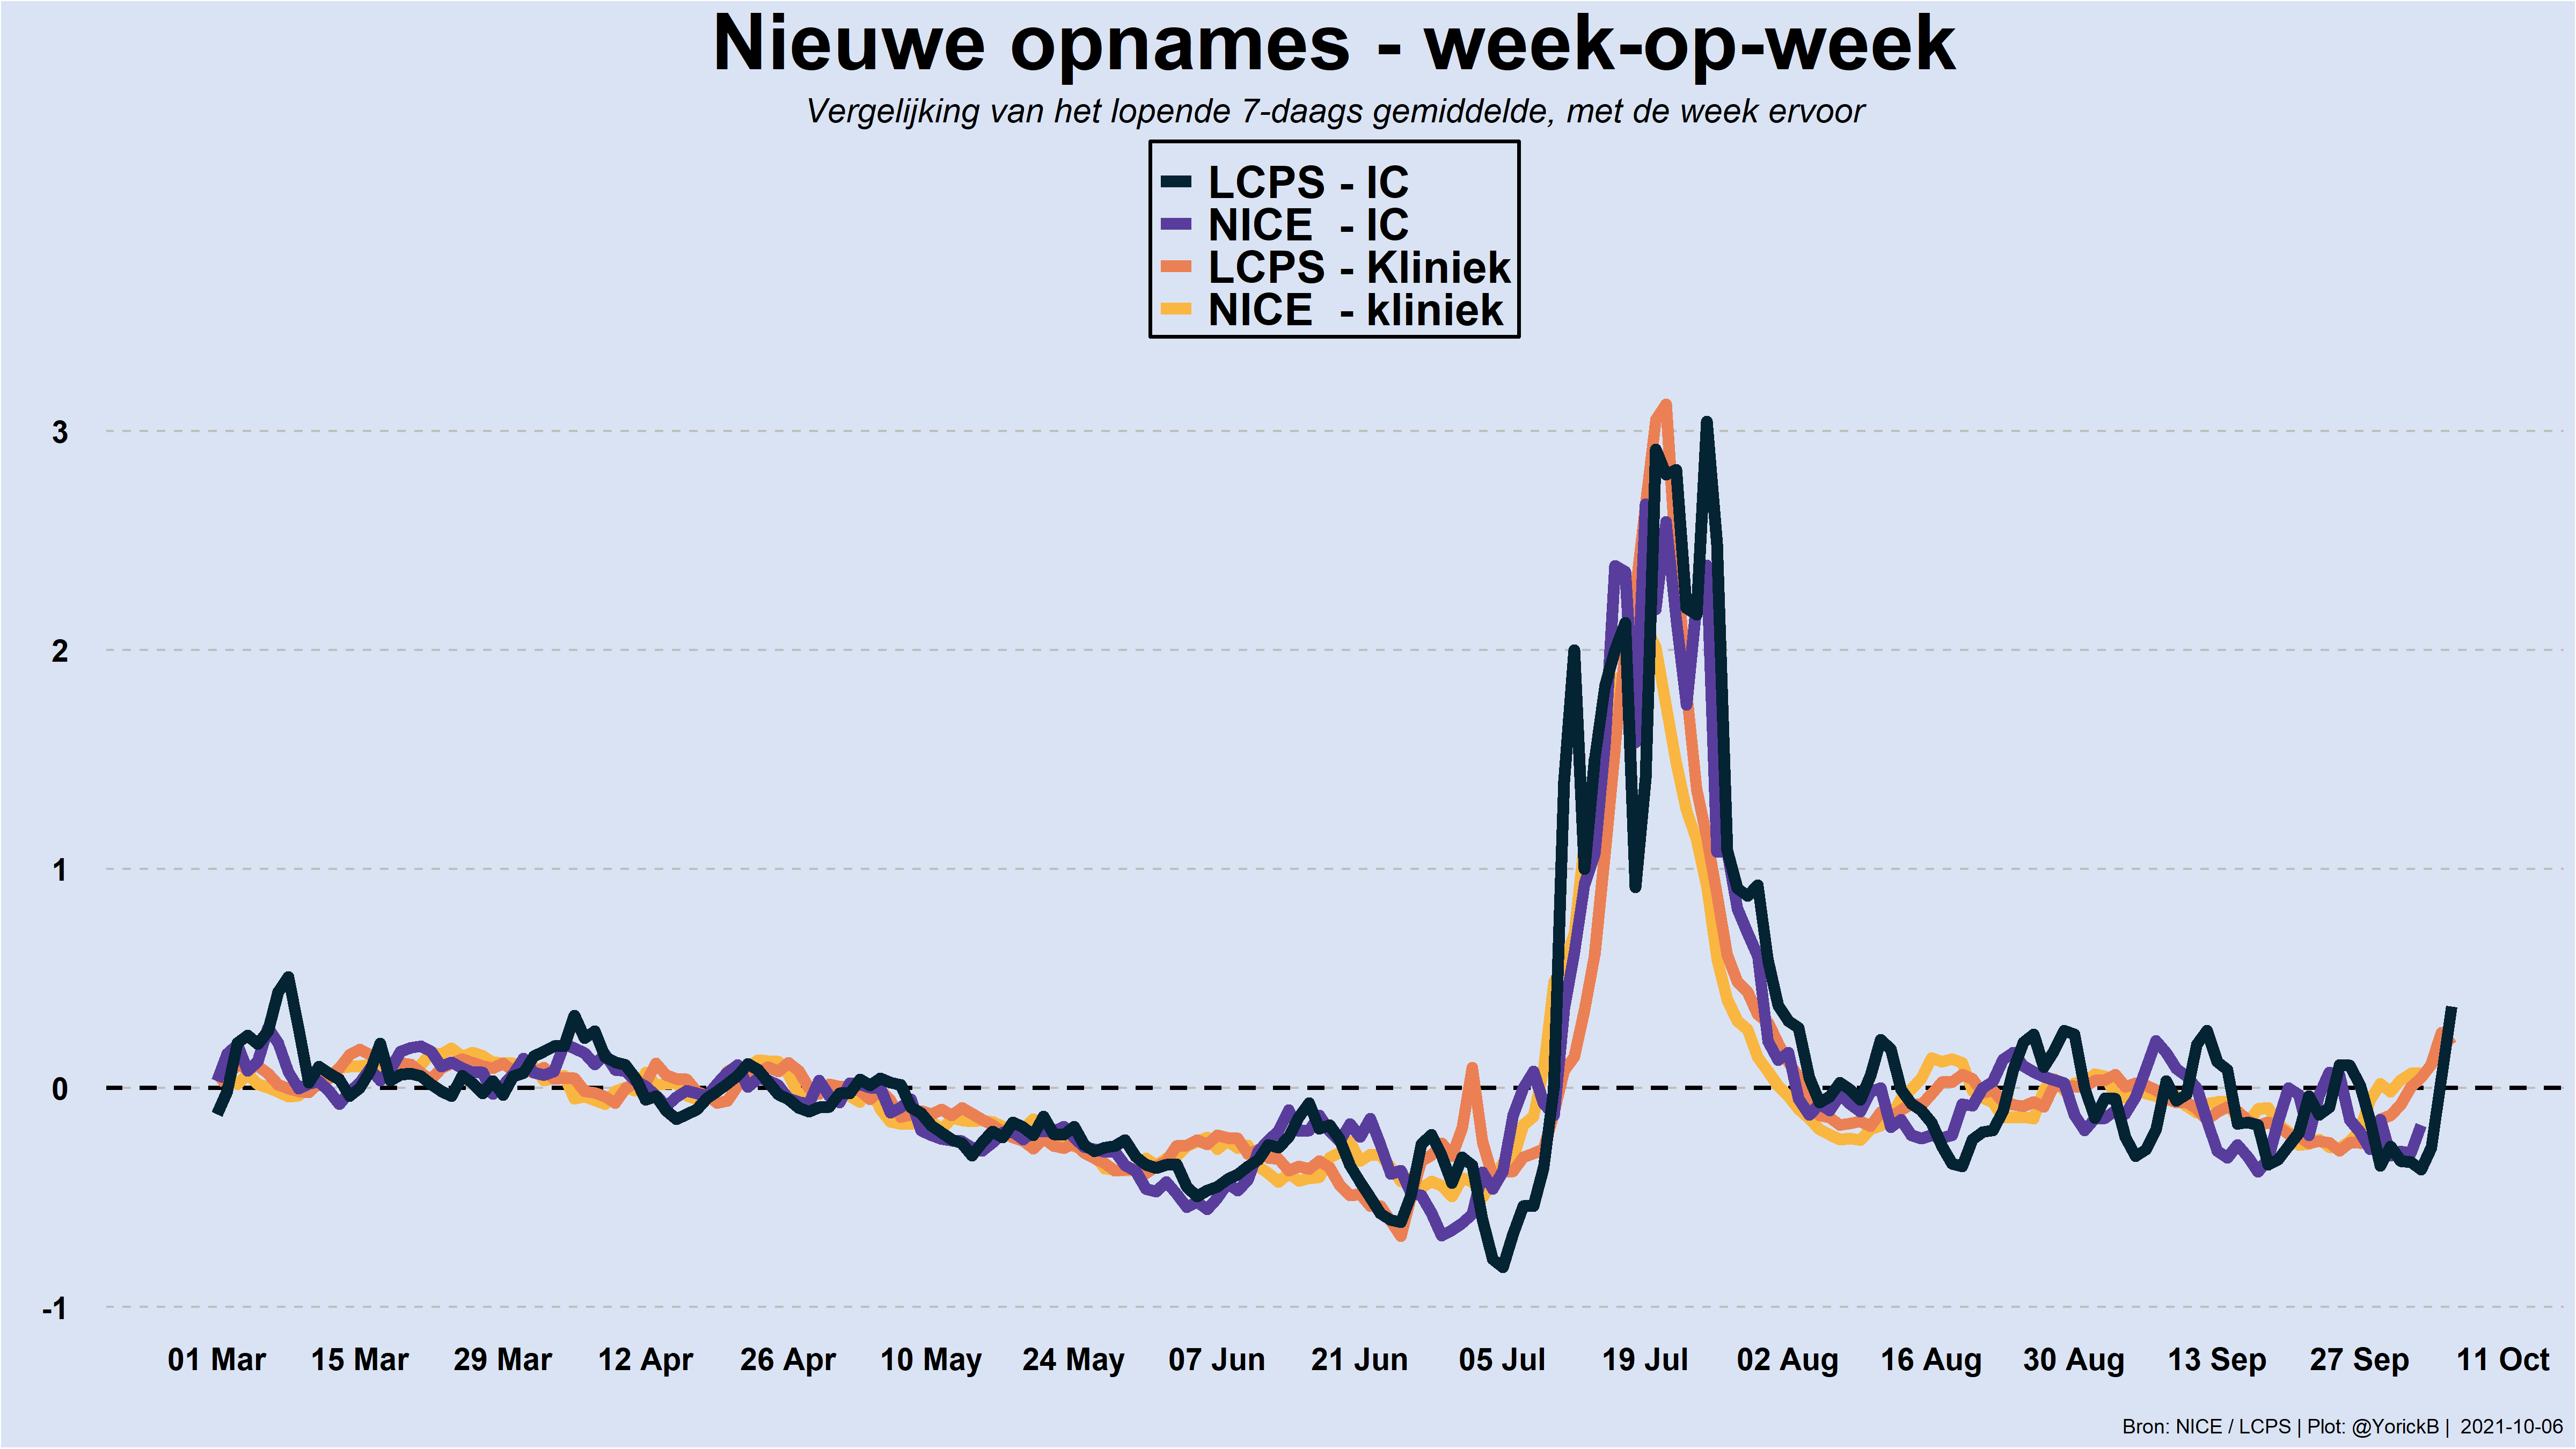 Nieuwe opnames - week-op-week
Vergelijking van het lopende 7-daags gemiddelde, met de week ervoor
LCPS - IC
NICE - IC
LCPS - Kliniek
NICE - kliniek
3
2
1
0
-1
01 Mar 15 Mar 29 Mar 12 Apr 26 Apr 10 May 24 May 07 Jun 21 Jun 05 Jul 19 Jul 02 Aug 16 Aug 30 Aug 13 Sep 27 Sep 11 Oct
Bron: NICE / LCPS | Plot: @YorickB | 2021-10-06